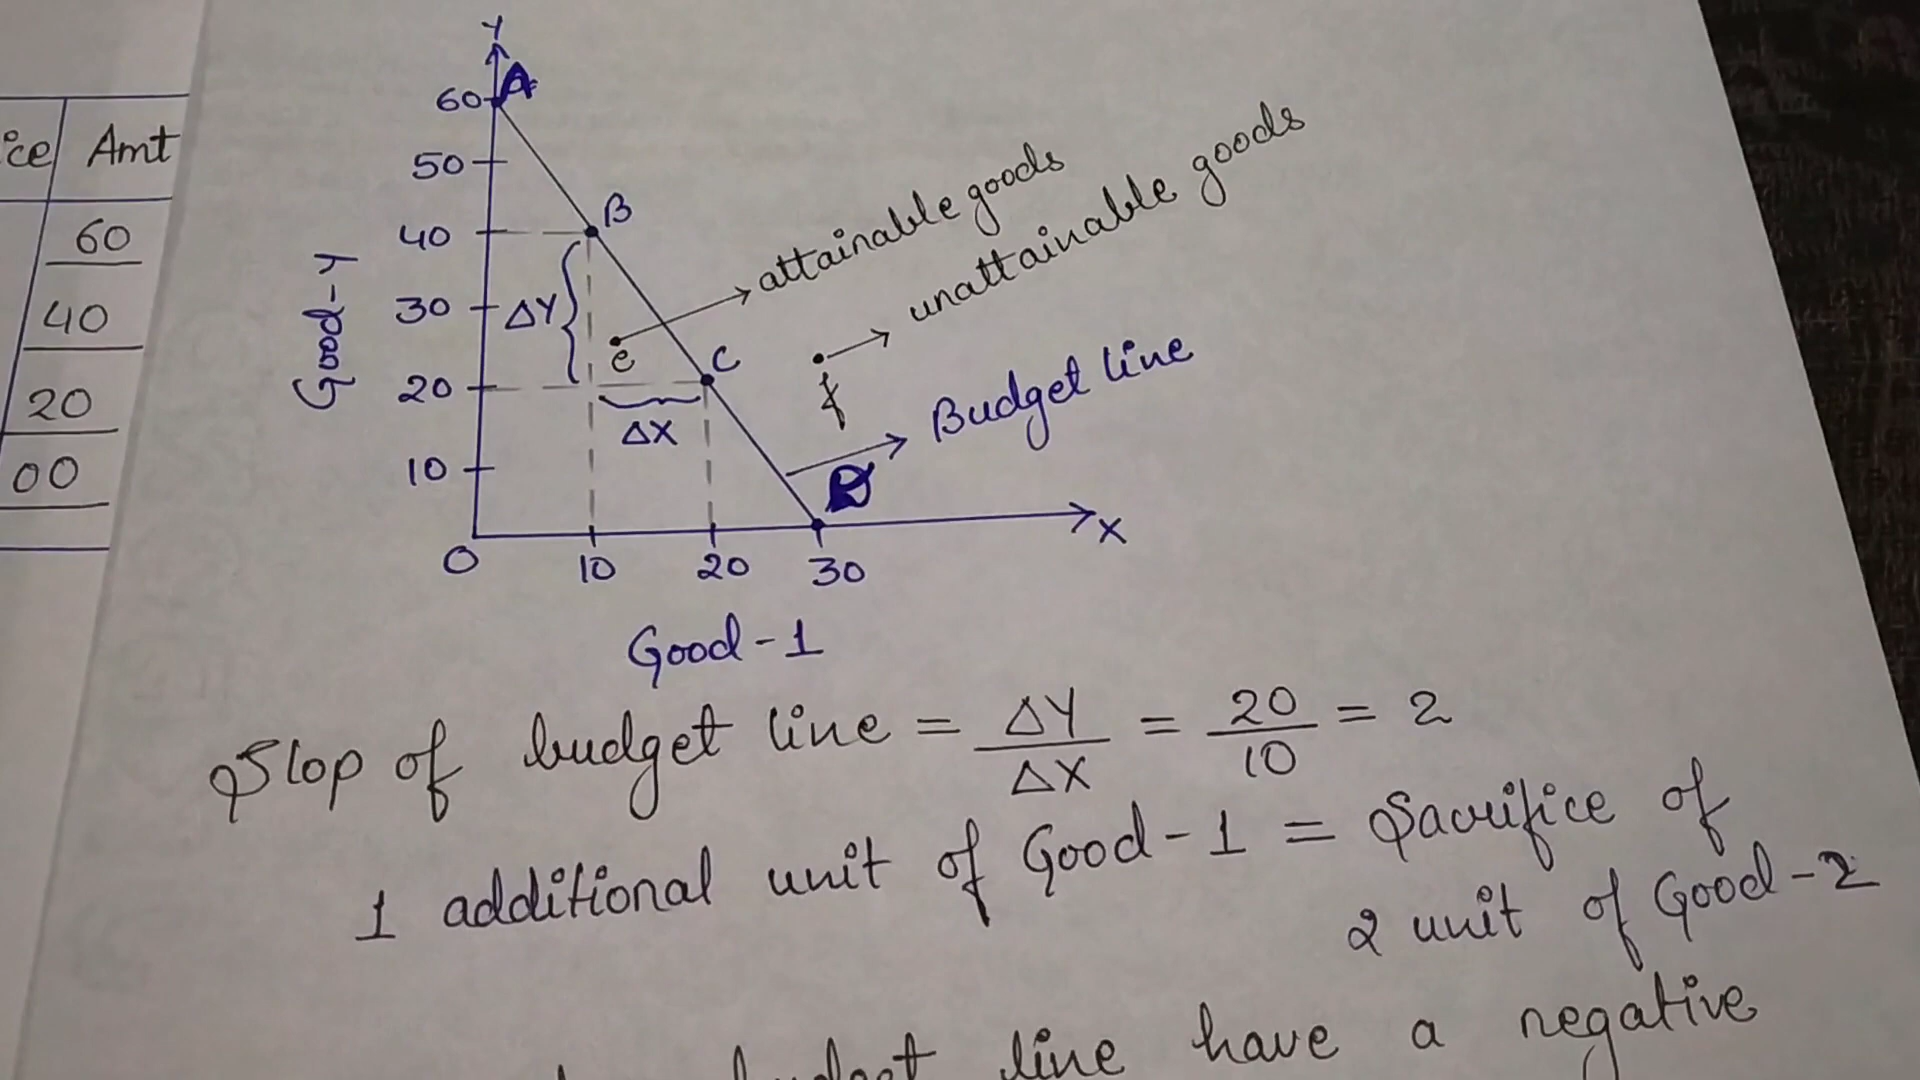 ice Amt
60
40
20
00
Y
60 A
50
B
40
attainable goods
unattainable goods
30 ΔY
e
C
f
20
ΔX
Budget line
10
D
Good-Y
O 10 20 30 X
Good-1
Slop of budget line = ΔY/ΔX = 20/10 = 2
1 additional unit of Good-1 = Sacrifice of
2 unit of Good-2
budget line have a negative